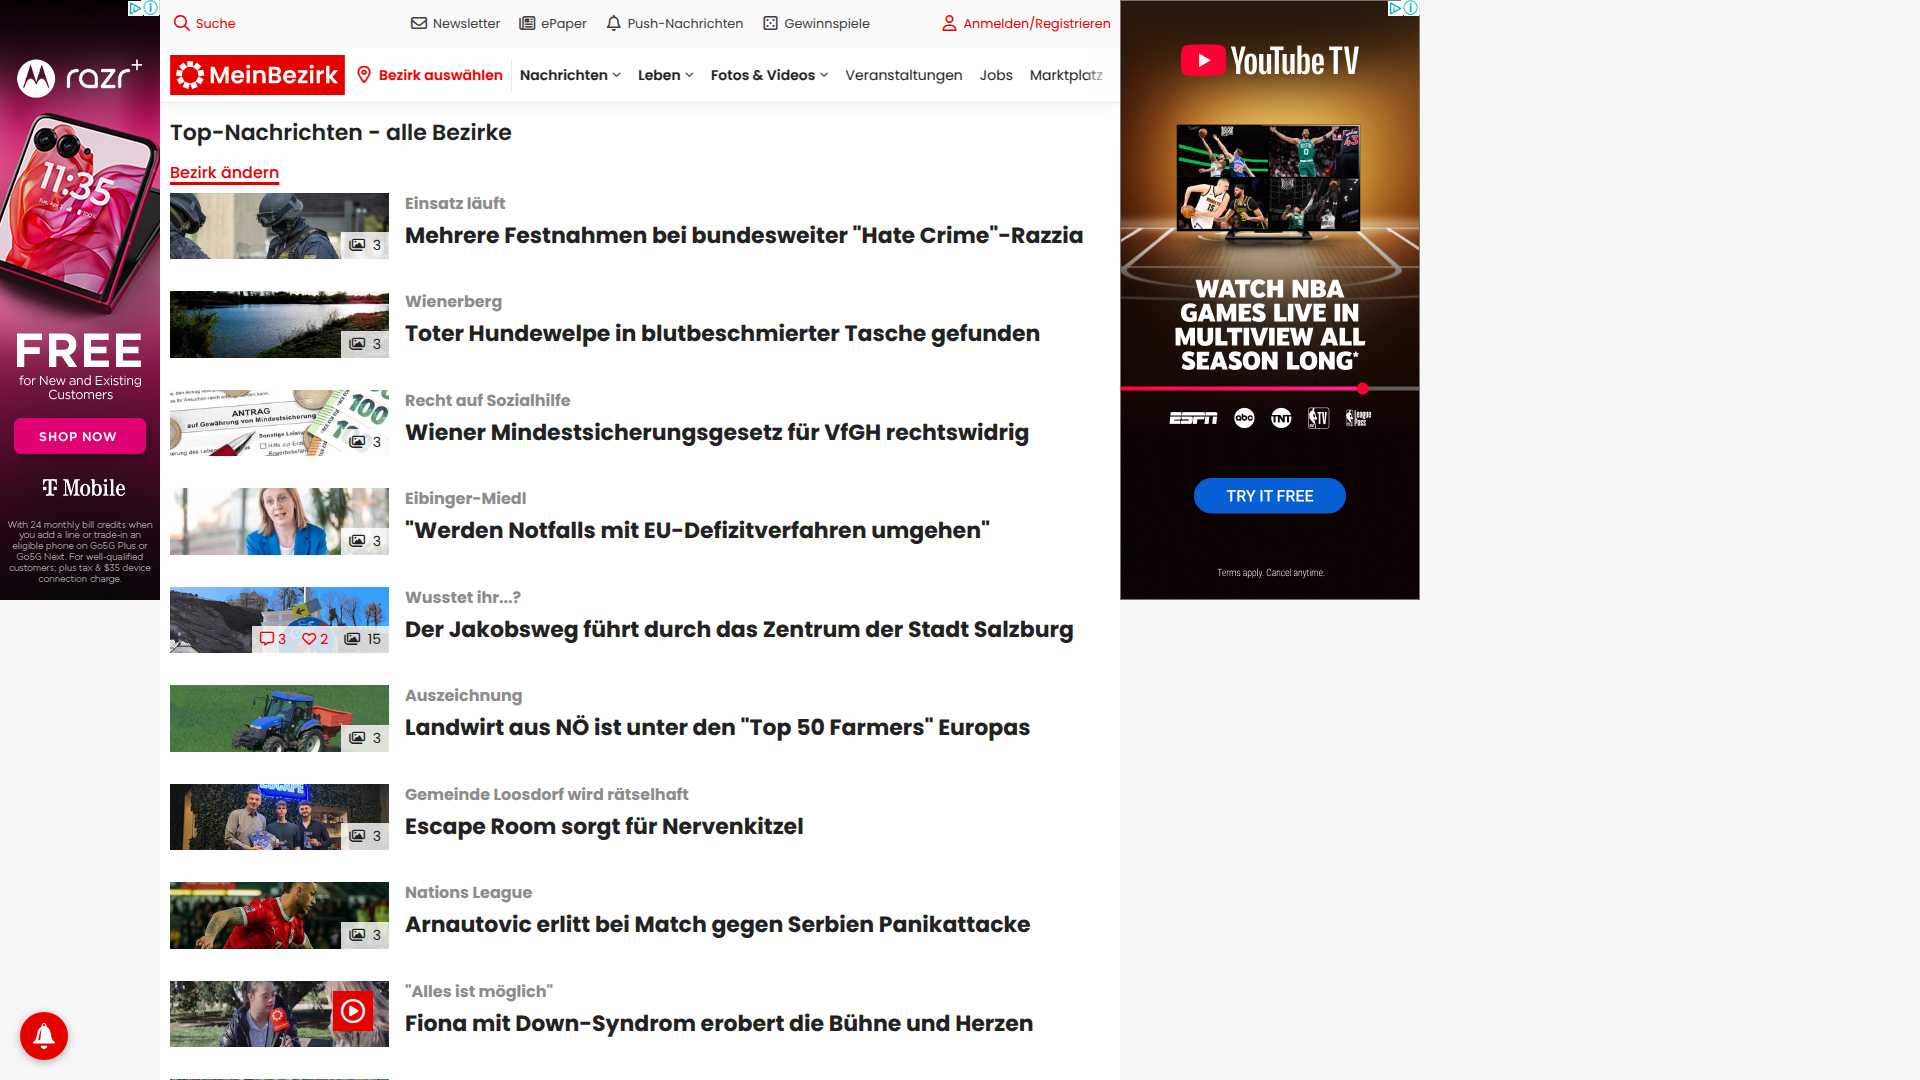 Suche
Newsletter
ePaper
Push-Nachrichten
Gewinnspiele
Anmelden/Registrieren
MeinBezirk
Bezirk auswählen
Nachrichten
Leben
Fotos & Videos
Veranstaltungen
Jobs
Marktplatz
Top-Nachrichten - alle Bezirke
Bezirk ändern
3
Einsatz läuft
Mehrere Festnahmen bei bundesweiter "Hate Crime"-Razzia
3
Wienerberg
Toter Hundewelpe in blutbeschmierter Tasche gefunden
ANTRAG
auf Gewährung von Mindestsicherung
100
3
Recht auf Sozialhilfe
Wiener Mindestsicherungsgesetz für VfGH rechtswidrig
3
Eibinger-Miedl
"Werden Notfalls mit EU-Defizitverfahren umgehen"
3
2
15
Wusstet ihr...?
Der Jakobsweg führt durch das Zentrum der Stadt Salzburg
3
Auszeichnung
Landwirt aus NÖ ist unter den "Top 50 Farmers" Europas
3
Gemeinde Loosdorf wird rätselhaft
Escape Room sorgt für Nervenkitzel
3
Nations League
Arnautovic erlitt bei Match gegen Serbien Panikattacke
"Alles ist möglich"
Fiona mit Down-Syndrom erobert die Bühne und Herzen
razr+
11:35
FREE
for New and Existing
Customers
SHOP NOW
T Mobile
With 24 monthly bill credits when
you add a line or trade-in an
eligible phone on Go5G Plus or
Go5G Next. For well-qualified
customers; plus tax & $35 device
connection charge.
YouTube TV
WATCH NBA
GAMES LIVE IN
MULTIVIEW ALL
SEASON LONG*
ESPN
abc
TNT
TV
League
Pass
TRY IT FREE
Terms apply. Cancel anytime.